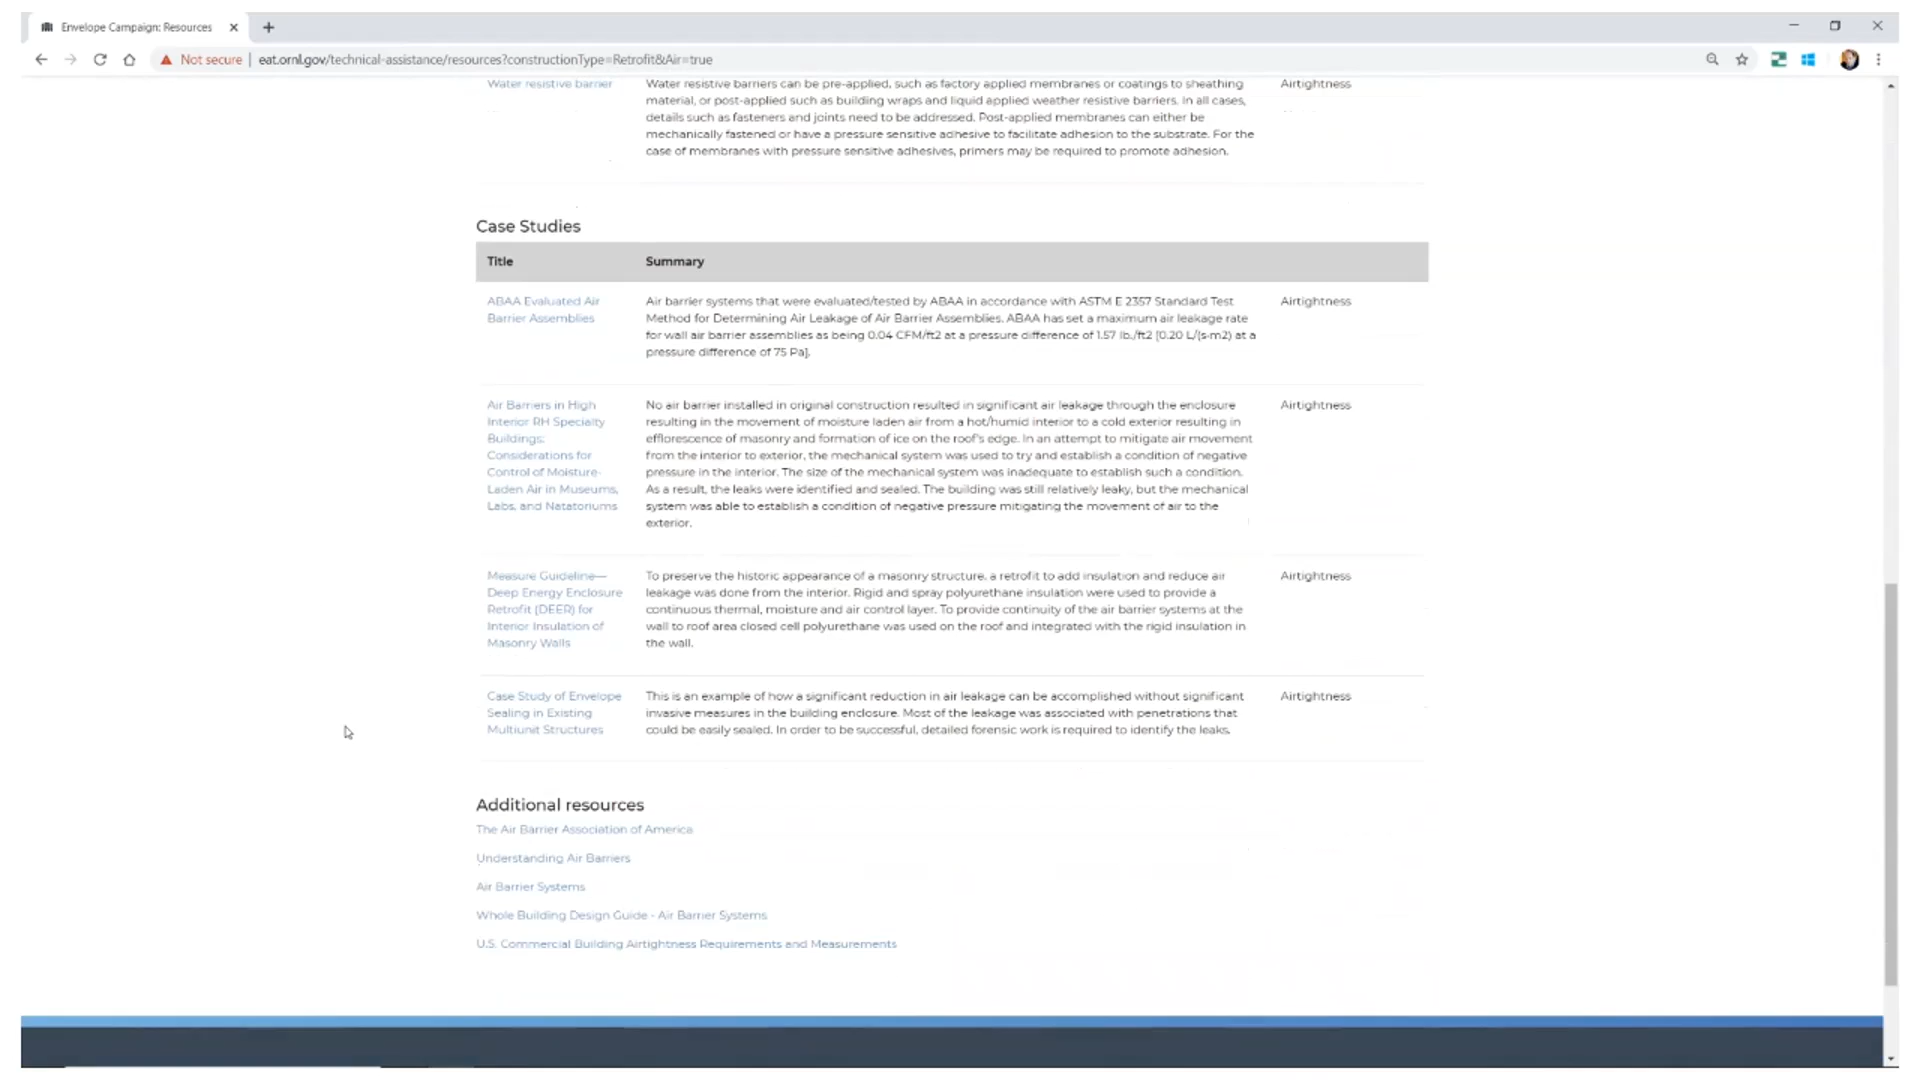 Envelope Campaign: Resources
Not secure
eat.ornl.gov/technical-assistance/resources?constructionType=Retrofit&Air=true
Water resistive barrier
Water resistive barriers can be pre-applied, such as factory applied membranes or coatings to sheathing
material, or post-applied such as building wraps and liquid applied weather resistive barriers. In all cases,
details such as fasteners and joints need to be addressed. Post-applied membranes can either be
mechanically fastened or have a pressure sensitive adhesive to facilitate adhesion to the substrate. For the
case of membranes with pressure sensitive adhesives, primers may be required to promote adhesion.
Airtightness
Case Studies
Title
Summary
ABAA Evaluated Air
Barrier Assemblies
Air barrier systems that were evaluated/tested by ABAA in accordance with ASTM E 2357 Standard Test
Method for Determining Air Leakage of Air Barrier Assemblies. ABAA has set a maximum air leakage rate
for wall air barrier assemblies as being 0.04 CFM/ft2 at a pressure difference of 1.57 lb./ft2 [0.20 L/(s·m2) at a
pressure difference of 75 Pa].
Airtightness
Air Barriers in High
Interior RH Specialty
Buildings:
Considerations for
Control of Moisture-
Laden Air in Museums,
Labs, and Natatoriums
No air barrier installed in original construction resulted in significant air leakage through the enclosure
resulting in the movement of moisture laden air from a hot/humid interior to a cold exterior resulting in
efflorescence of masonry and formation of ice on the roof's edge. In an attempt to mitigate air movement
from the interior to exterior, the mechanical system was used to try and establish a condition of negative
pressure in the interior. The size of the mechanical system was inadequate to establish such a condition.
As a result, the leaks were identified and sealed. The building was still relatively leaky, but the mechanical
system was able to establish a condition of negative pressure mitigating the movement of air to the
exterior.
Airtightness
Measure Guideline—
Deep Energy Enclosure
Retrofit (DEER) for
Interior Insulation of
Masonry Walls
To preserve the historic appearance of a masonry structure, a retrofit to add insulation and reduce air
leakage was done from the interior. Rigid and spray polyurethane insulation were used to provide a
continuous thermal, moisture and air control layer. To provide continuity of the air barrier systems at the
wall to roof area closed cell polyurethane was used on the roof and integrated with the rigid insulation in
the wall.
Airtightness
Case Study of Envelope
Sealing in Existing
Multiunit Structures
This is an example of how a significant reduction in air leakage can be accomplished without significant
invasive measures in the building enclosure. Most of the leakage was associated with penetrations that
could be easily sealed. In order to be successful, detailed forensic work is required to identify the leaks.
Airtightness
Additional resources
The Air Barrier Association of America
Understanding Air Barriers
Air Barrier Systems
Whole Building Design Guide - Air Barrier Systems
U.S. Commercial Building Airtightness Requirements and Measurements